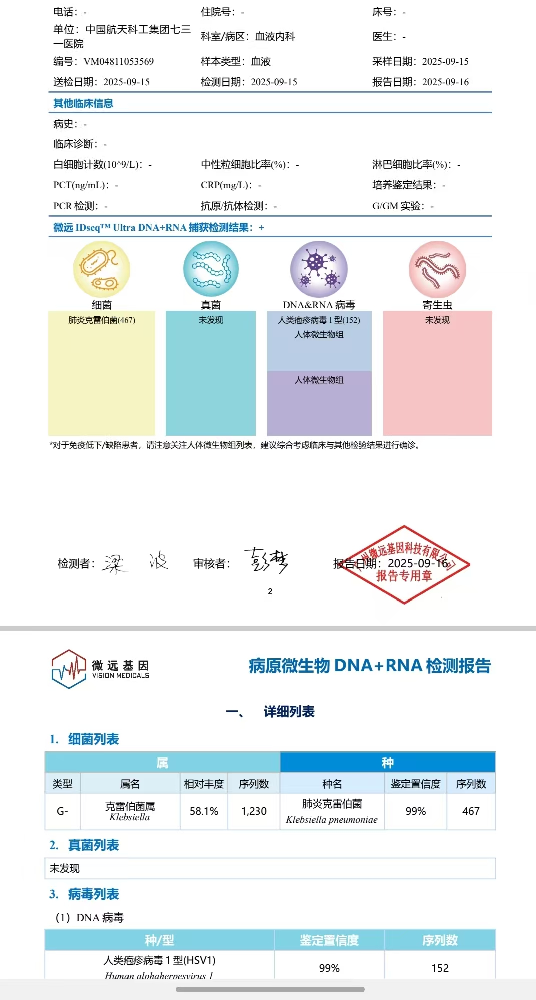 电话：-
住院号：-
床号：-
单位：中国航天科工集团七三一医院
科室/病区：血液内科
医生：-
编号：VM04811053569
样本类型：血液
采样日期：2025-09-15
送检日期：2025-09-15
检测日期：2025-09-15
报告日期：2025-09-16
其他临床信息
病史：-
临床诊断：-
白细胞计数(10^9/L)：-
中性粒细胞比率(%)：-
淋巴细胞比率(%)：-
PCT(ng/mL)：-
CRP(mg/L)：-
培养鉴定结果：-
PCR 检测：-
抗原/抗体检测：-
G/GM 实验：-
微远 IDseq™ Ultra DNA+RNA 捕获检测结果：+
细菌
真菌
DNA&RNA 病毒
寄生虫
肺炎克雷伯菌(467)
未发现
人类疱疹病毒 1 型(152)
人体微生物组
人体微生物组
未发现
*对于免疫低下/缺陷患者，请注意关注人体微生物组列表，建议综合考虑临床与其他检验结果进行确诊。
检测者：梁 波
审核者：彭梦
报告日期：2025-09-16
广州微远基因科技有限公司
报告专用章
2
微远基因
VISION MEDICALS
病原微生物 DNA+RNA 检测报告
一、 详细列表
1. 细菌列表
属
种
类型
属名
相对丰度
序列数
种名
鉴定置信度
序列数
G-
克雷伯菌属
Klebsiella
58.1%
1,230
肺炎克雷伯菌
Klebsiella pneumoniae
99%
467
2. 真菌列表
未发现
3. 病毒列表
（1）DNA 病毒
种/型
鉴定置信度
序列数
人类疱疹病毒 1 型(HSV1)
Human alphaherpesvirus 1
99%
152